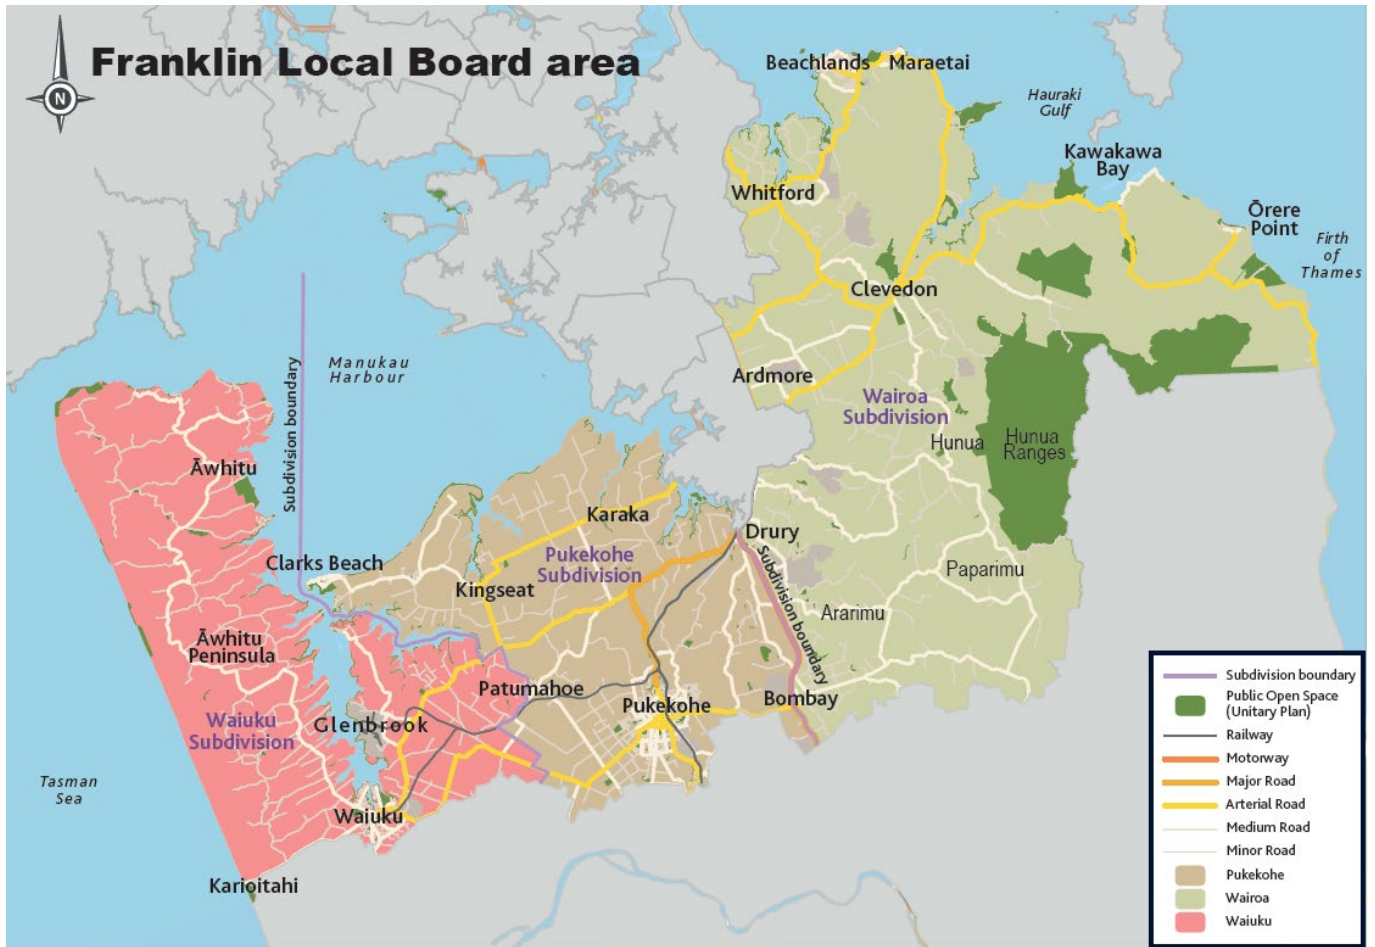 Franklin Local Board area
N
Beachlands
Maraetai
Hauraki
Gulf
Kawakawa
Bay
Whitford
Ōrere
Point
Firth
of
Thames
Clevedon
Manukau
Harbour
Subdivision boundary
Ardmore
Wairoa
Subdivision
Hunua
Hunua
Ranges
Āwhitu
Karaka
Drury
Clarks Beach
Pukekohe
Subdivision
Kingseat
Subdivision boundary
Paparimu
Ararimu
Āwhitu
Peninsula
Patumahoe
Bombay
Pukekohe
Glenbrook
Waiuku
Subdivision
Tasman
Sea
Waiuku
Karioitahi
Subdivision boundary
Public Open Space
(Unitary Plan)
Railway
Motorway
Major Road
Arterial Road
Medium Road
Minor Road
Pukekohe
Wairoa
Waiuku